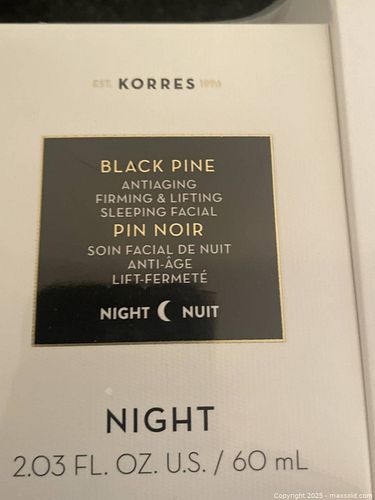 EST. KORRES 1996
BLACK PINE
ANTIAGING
FIRMING & LIFTING
SLEEPING FACIAL
PIN NOIR
SOIN FACIAL DE NUIT
ANTI-ÂGE
LIFT-FERMETÉ
NIGHT NUIT
NIGHT
2.03 FL. OZ. U.S. / 60 mL
Copyright 2025 - maxsold.com